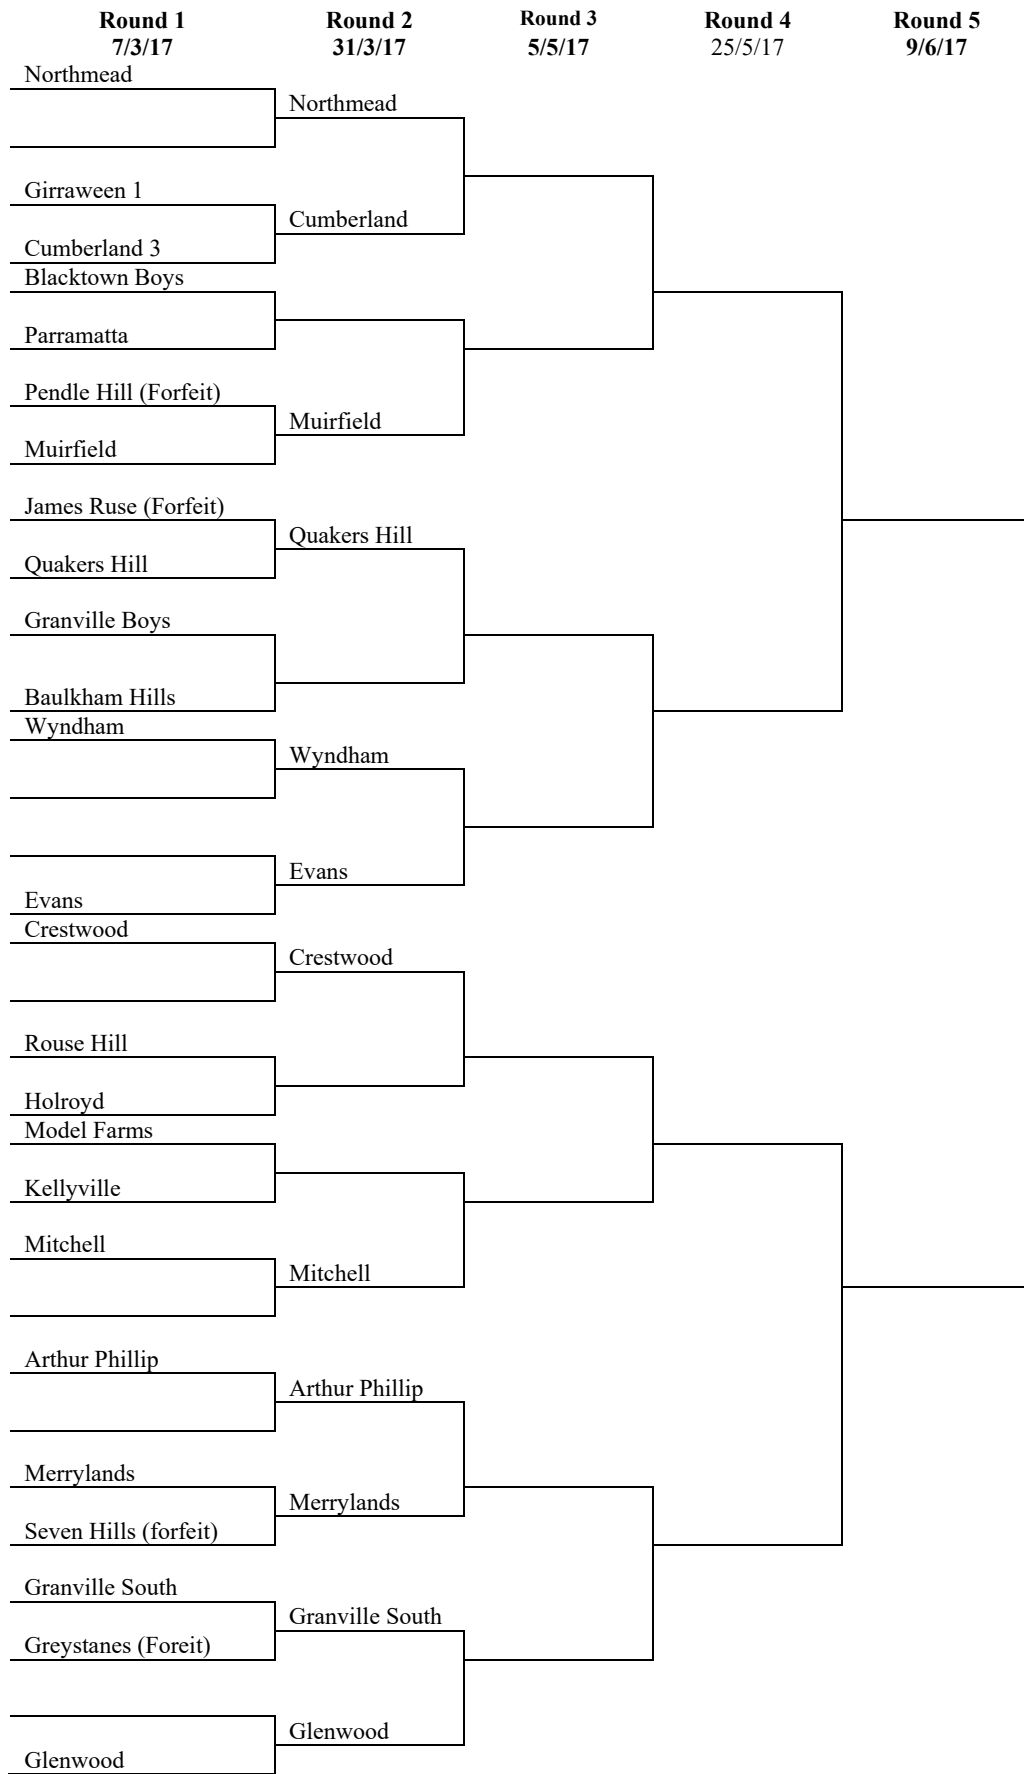 Round 1 Round 2 Round 3 Round 4 Round 5
7/3/17 31/3/17 5/5/17 25/5/17 9/6/17
Northmead
Northmead
Girraween 1
Cumberland
Cumberland 3
Blacktown Boys
Parramatta
Pendle Hill (Forfeit)
Muirfield
Muirfield
James Ruse (Forfeit)
Quakers Hill
Quakers Hill
Granville Boys
Baulkham Hills
Wyndham
Wyndham
Evans
Evans
Crestwood
Crestwood
Rouse Hill
Holroyd
Model Farms
Kellyville
Mitchell
Mitchell
Arthur Phillip
Arthur Phillip
Merrylands
Merrylands
Seven Hills (forfeit)
Granville South
Granville South
Greystanes (Foreit)
Glenwood
Glenwood